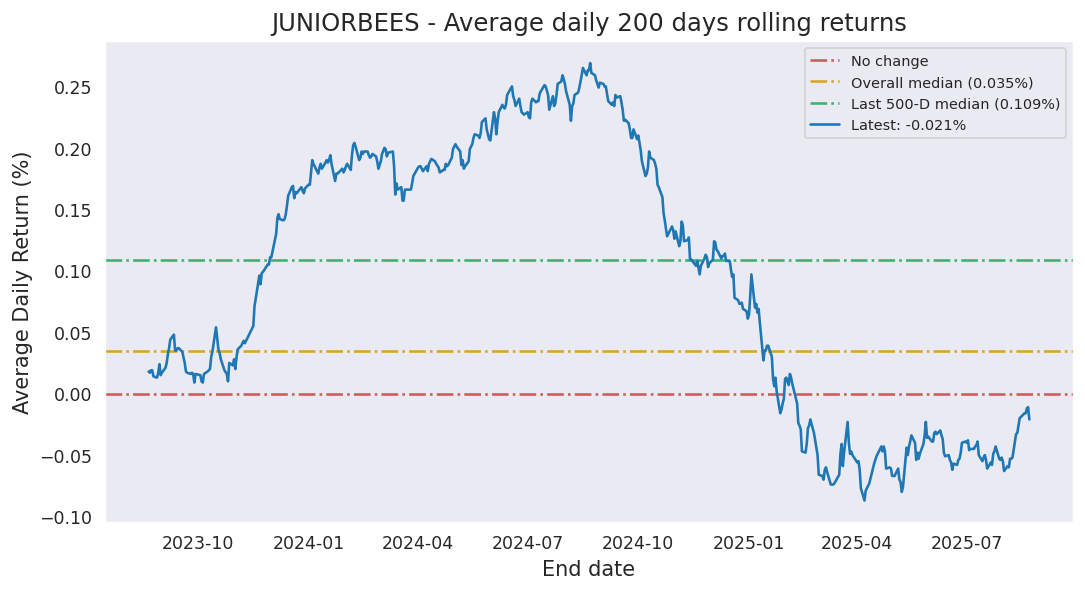 JUNIORBEES - Average daily 200 days rolling returns
No change
Overall median (0.035%)
Last 500-D median (0.109%)
Latest: -0.021%
Average Daily Return (%)
0.25
0.20
0.15
0.10
0.05
0.00
−0.05
−0.10
2023-10 2024-01 2024-04 2024-07 2024-10 2025-01 2025-04 2025-07
End date